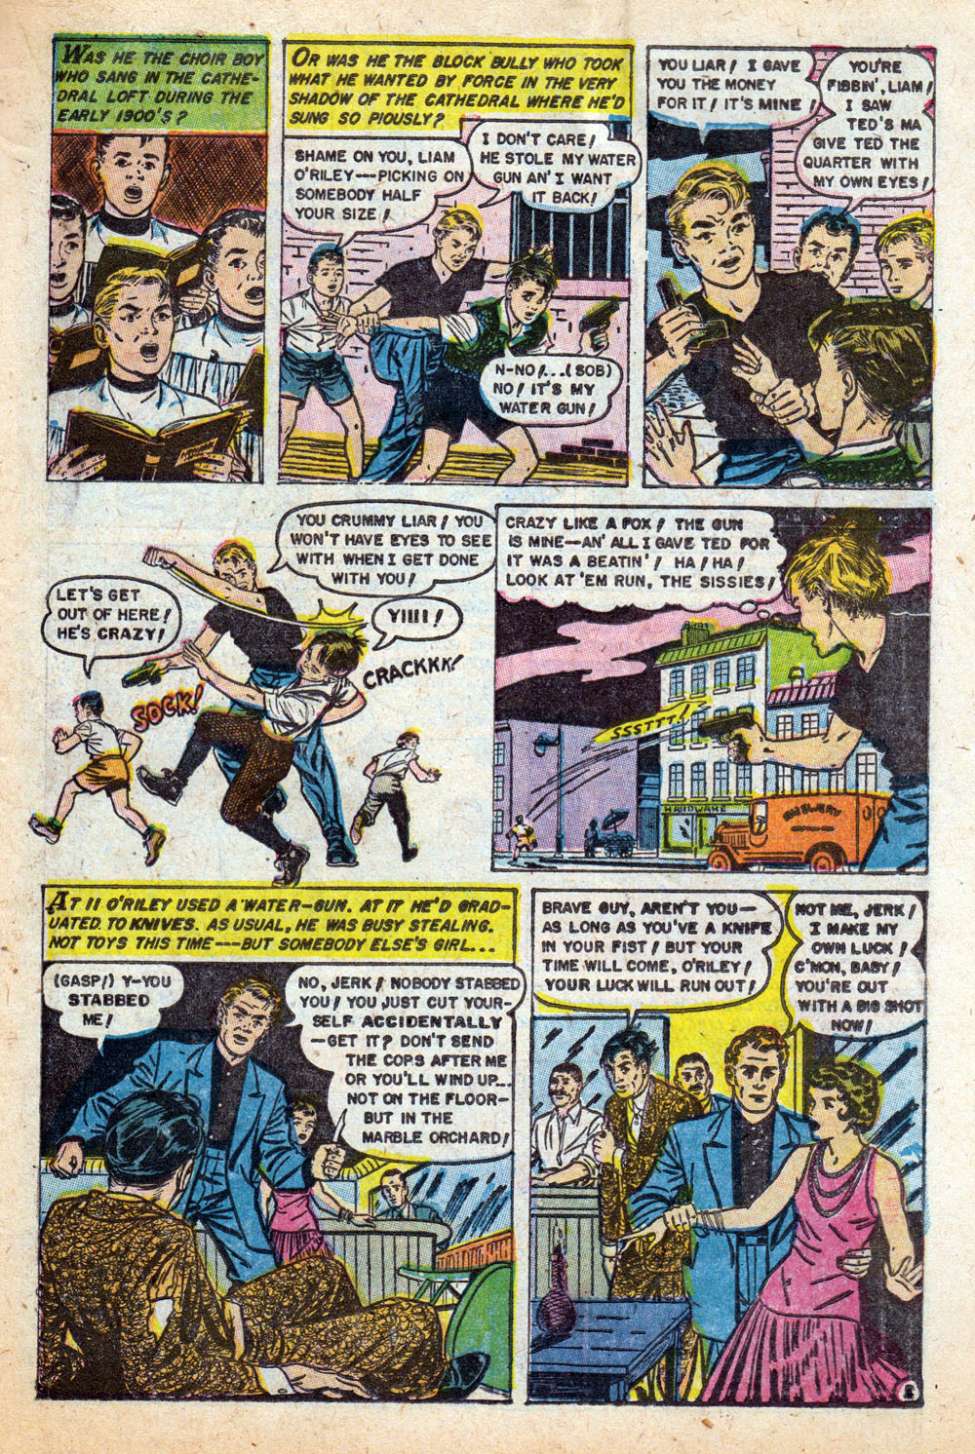 WAS HE THE CHOIR BOY
WHO SANG IN THE CATHE-
DRAL LOFT DURING THE
EARLY 1900'S?
OR WAS HE THE BLOCK BULLY WHO TOOK
WHAT HE WANTED BY FORCE IN THE VERY
SHADOW OF THE CATHEDRAL WHERE HE'D
SUNG SO PIOUSLY?
SHAME ON YOU, LIAM
O'RILEY--PICKING ON
SOMEBODY HALF
YOUR SIZE!
I DON'T CARE!
HE STOLE MY WATER
GUN AN' I WANT
IT BACK!
N-NO!...(SOB)
NO! IT'S MY
WATER GUN!
YOU LIAR! I GAVE
YOU THE MONEY
FOR IT! IT'S MINE!
YOU'RE
FIBBIN', LIAM!
I SAW
TED'S MA
GIVE TED THE
QUARTER WITH
MY OWN EYES!
LET'S GET
OUT OF HERE!
HE'S CRAZY!
YOU CRUMMY LIAR! YOU
WON'T HAVE EYES TO SEE
WITH WHEN I GET DONE
WITH YOU!
YIIII!
SOCK!
CRACKKK!
CRAZY LIKE A FOX! THE GUN
IS MINE--AN' ALL I GAVE TED FOR
IT WAS A BEATIN'! HA! HA!
LOOK AT 'EM RUN, THE SISSIES!
SSSTTT!
HARDWARE
AT 11 O'RILEY USED A WATER-GUN. AT 17 HE'D GRAD-
UATED TO KNIVES. AS USUAL, HE WAS BUSY STEALING.
NOT TOYS THIS TIME---BUT SOMEBODY ELSE'S GIRL...
(GASP!) Y-YOU
STABBED
ME!
NO, JERK! NOBODY STABBED
YOU! YOU JUST CUT YOUR-
SELF ACCIDENTALLY
-GET IT? DON'T SEND
THE COPS AFTER ME
OR YOU'LL WIND UP...
NOT ON THE FLOOR-
BUT IN THE
MARBLE ORCHARD!
BRAVE GUY, AREN'T YOU-
AS LONG AS YOU'VE A KNIFE
IN YOUR FIST! BUT YOUR
TIME WILL COME, O'RILEY!
YOUR LUCK WILL RUN OUT!
NOT ME, JERK!
I MAKE MY
OWN LUCK!
C'MON, BABY!
YOU'RE OUT
WITH A BIG SHOT
NOW!